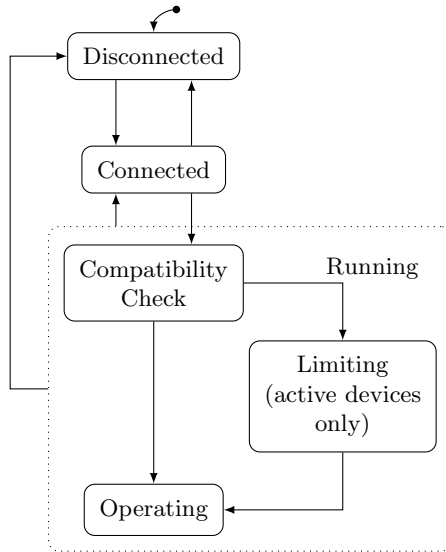 Disconnected
Connected
Compatibility
Check
Running
Limiting
(active devices
only)
Operating